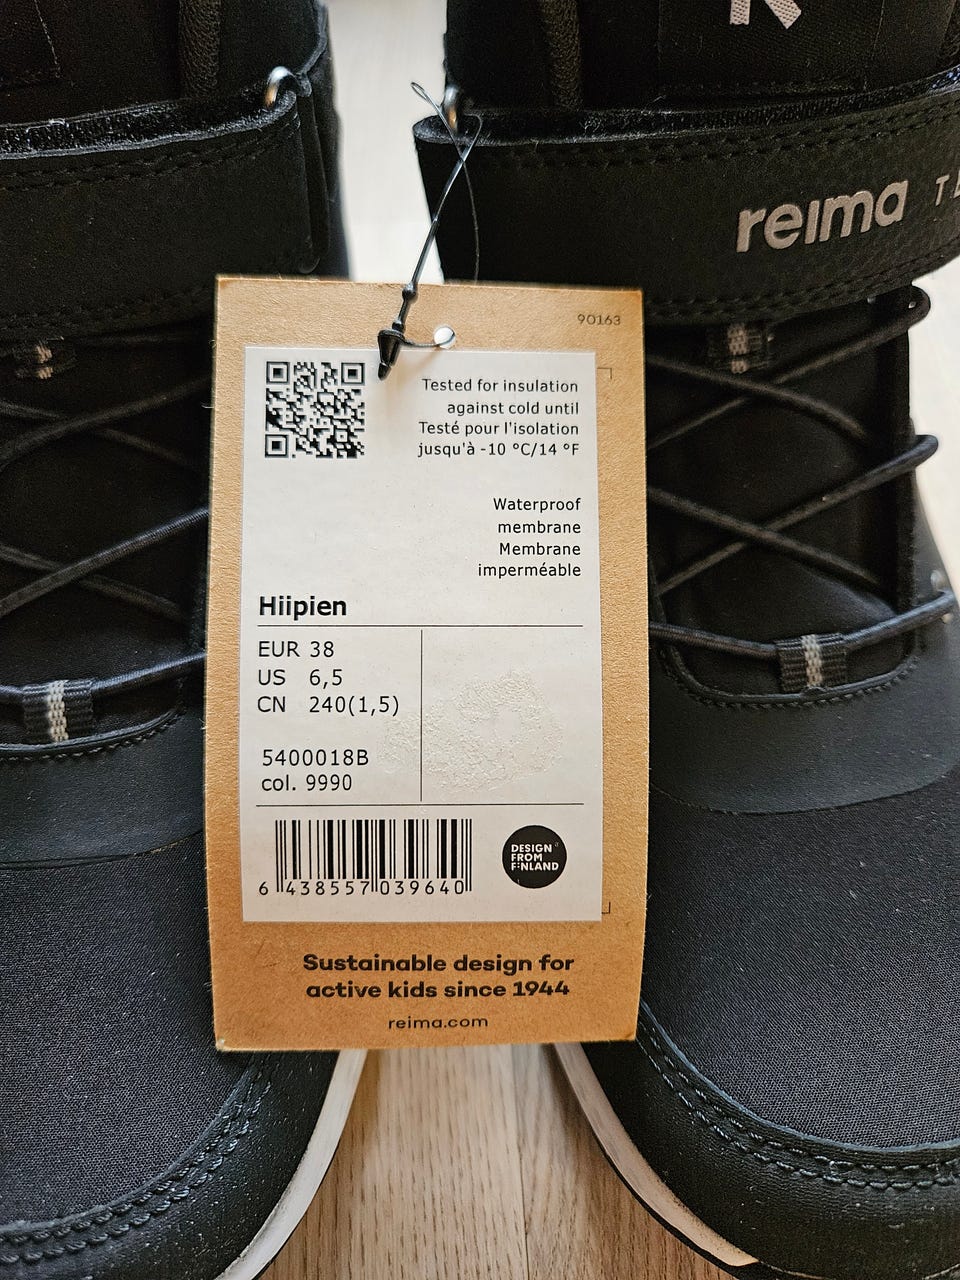 reima
90163
Tested for insulation
against cold until
Testé pour l'isolation
jusqu'à -10 °C/14 °F
Waterproof
membrane
Membrane
imperméable
Hiipien
EUR 38
US 6,5
CN 240(1,5)
5400018B
col. 9990
6 438557 039640
DESIGN
FROM
FINLAND
Sustainable design for
active kids since 1944
reima.com